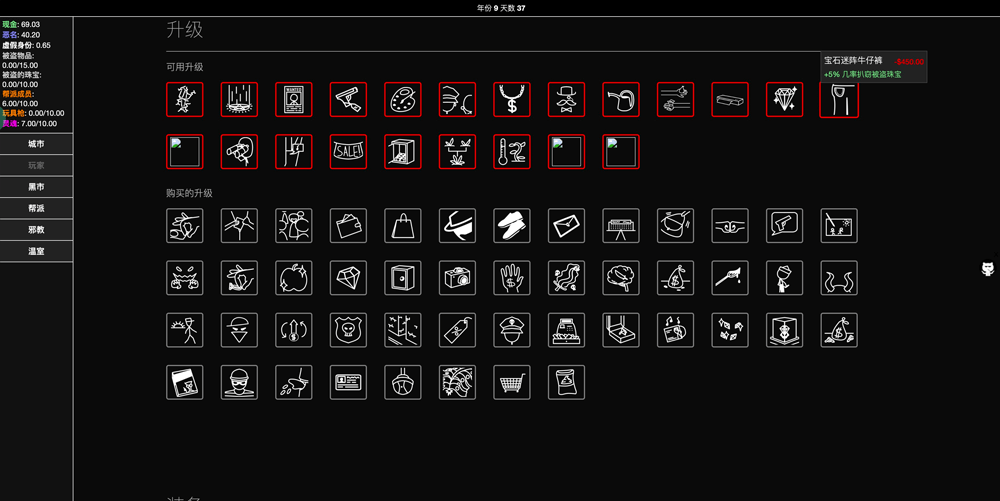 年份 9 天数 37
现金: 69.03
恶名: 40.20
虚假身份: 0.65
被盗物品:
0.00/15.00
被盗的珠宝:
0.00/10.00
帮派成员:
6.00/10.00
玩具枪: 0.00/10.00
灵魂: 7.00/10.00
城市
玩家
黑市
帮派
邪教
温室
升级
可用升级
宝石迷阵牛仔裤 -$450.00
+5% 几率扒窃被盗珠宝
WANTED
SALE!
购买的升级